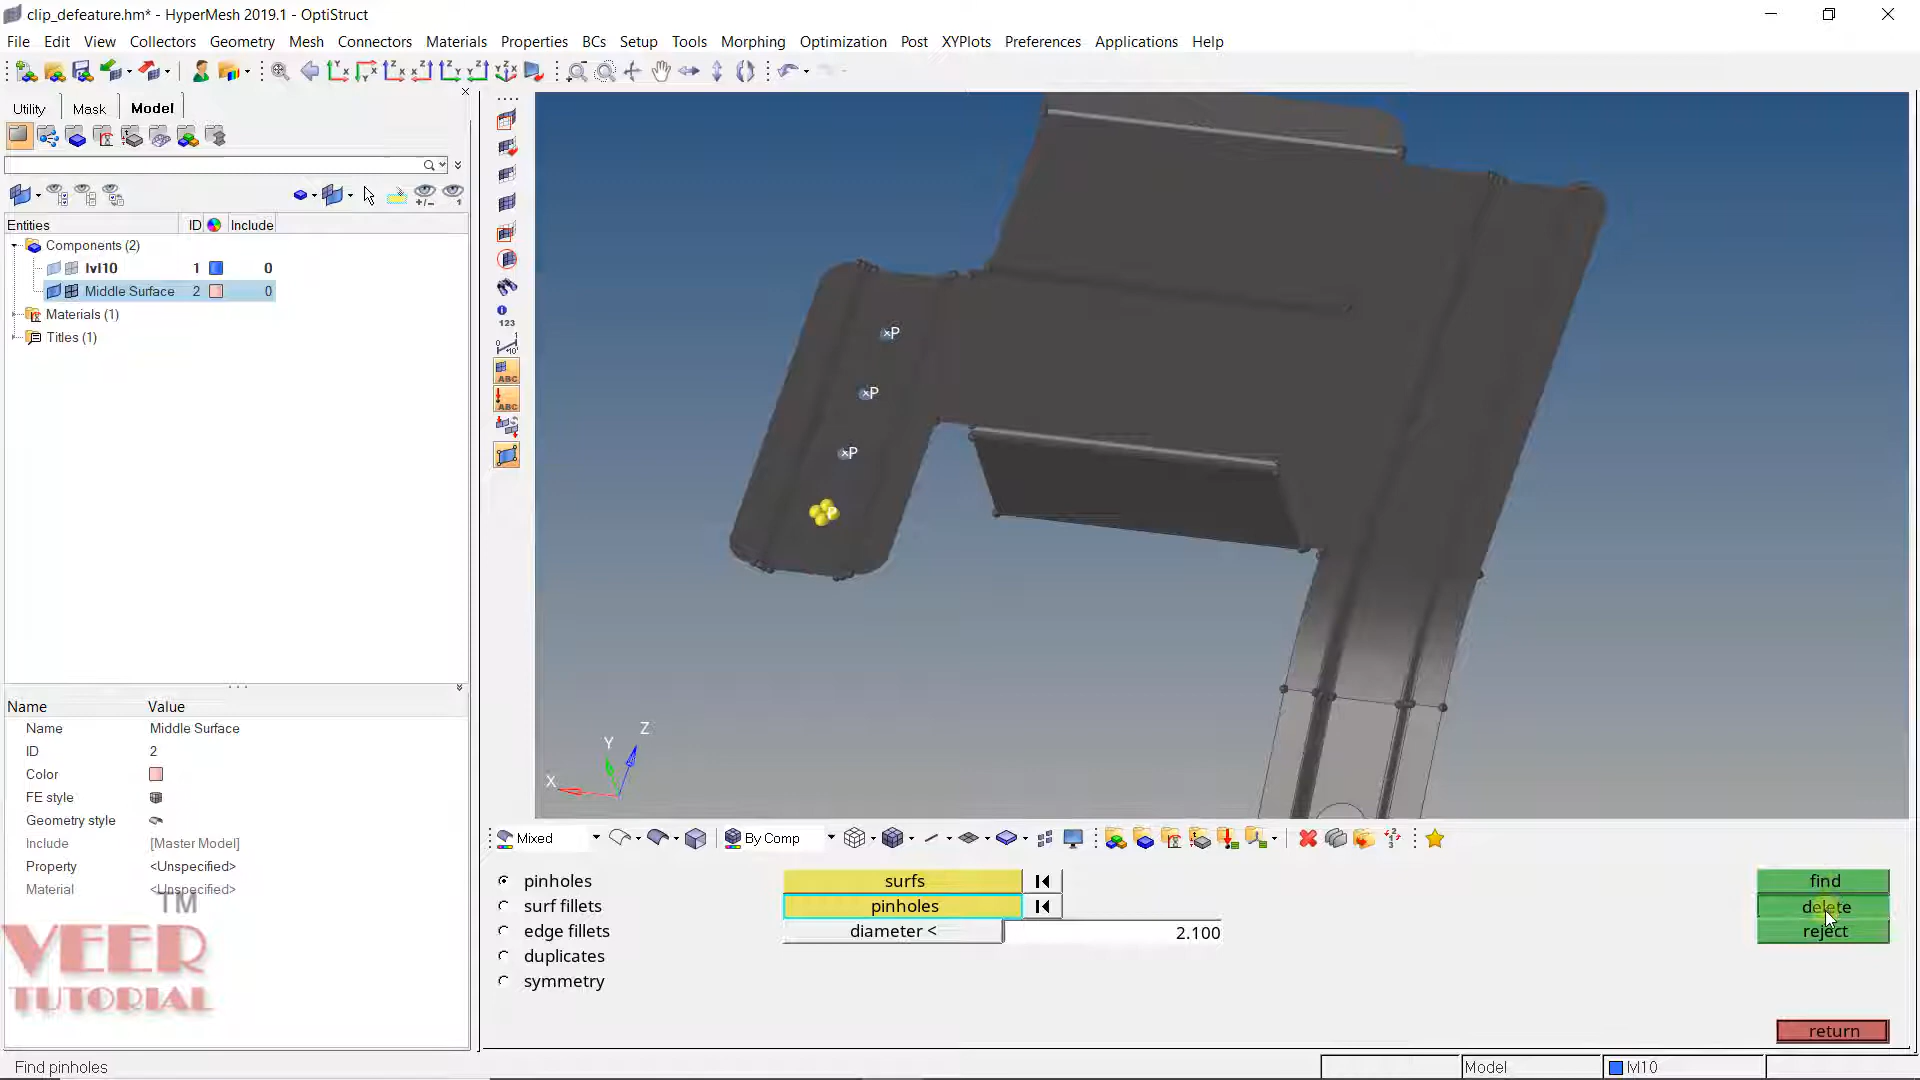 clip_defeature.hm* - HyperMesh 2019.1 - OptiStruct
File Edit View Collectors Geometry Mesh Connectors Materials Properties BCs Setup Tools Morphing Optimization Post XYPlots Preferences Applications Help
Utility Mask Model
Entities ID Include
Components (2)
lvl10 1 0
Middle Surface 2 0
Materials (1)
Titles (1)
Name Value
Name Middle Surface
ID 2
Color
FE style
Geometry style
Include [Master Model]
Property <Unspecified>
Material <Unspecified>
TM
VEER
TUTORIAL
123
ABC
ABC
P
P
P
P
Z
Y
X
Mixed By Comp
pinholes surfs find
surf fillets pinholes delete
edge fillets diameter < 2.100 reject
duplicates
symmetry
return
Find pinholes Model lvl10